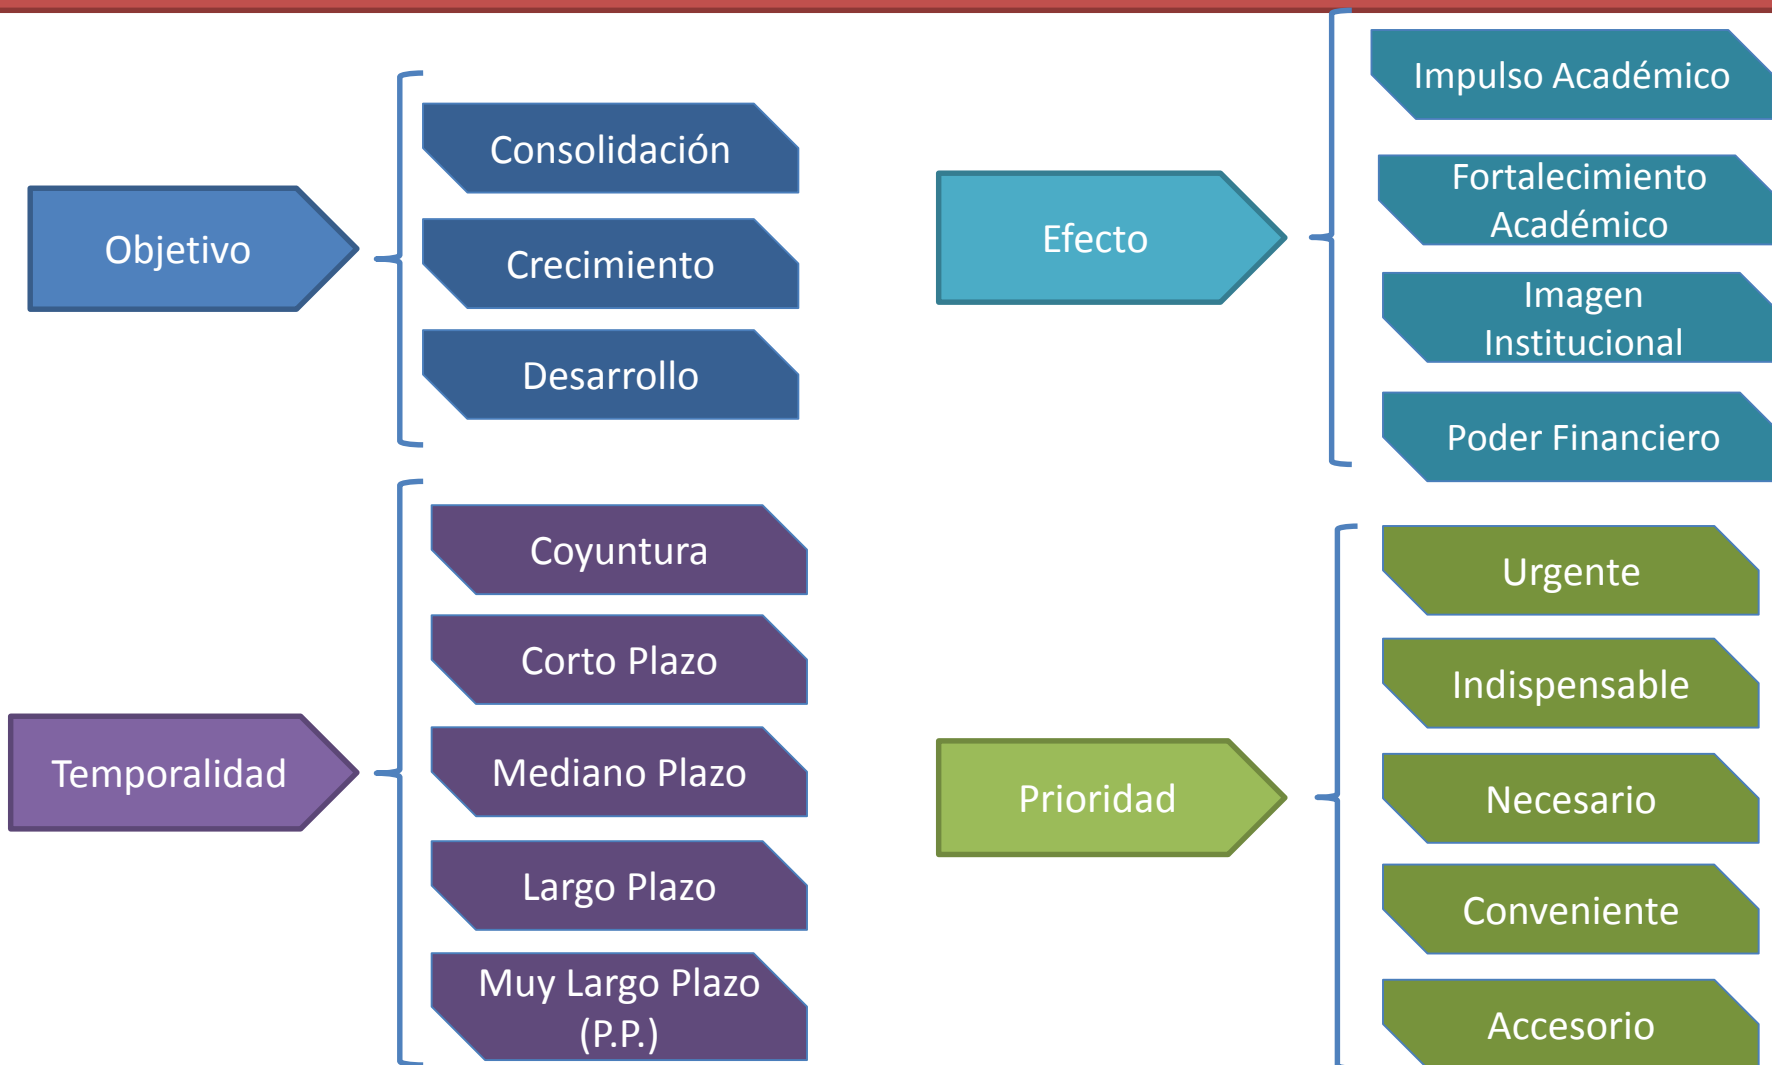 Objetivo
Consolidación
Crecimiento
Desarrollo
Efecto
Impulso Académico
Fortalecimiento
Académico
Imagen
Institucional
Poder Financiero
Temporalidad
Coyuntura
Corto Plazo
Mediano Plazo
Largo Plazo
Muy Largo Plazo
(P.P.)
Prioridad
Urgente
Indispensable
Necesario
Conveniente
Accesorio